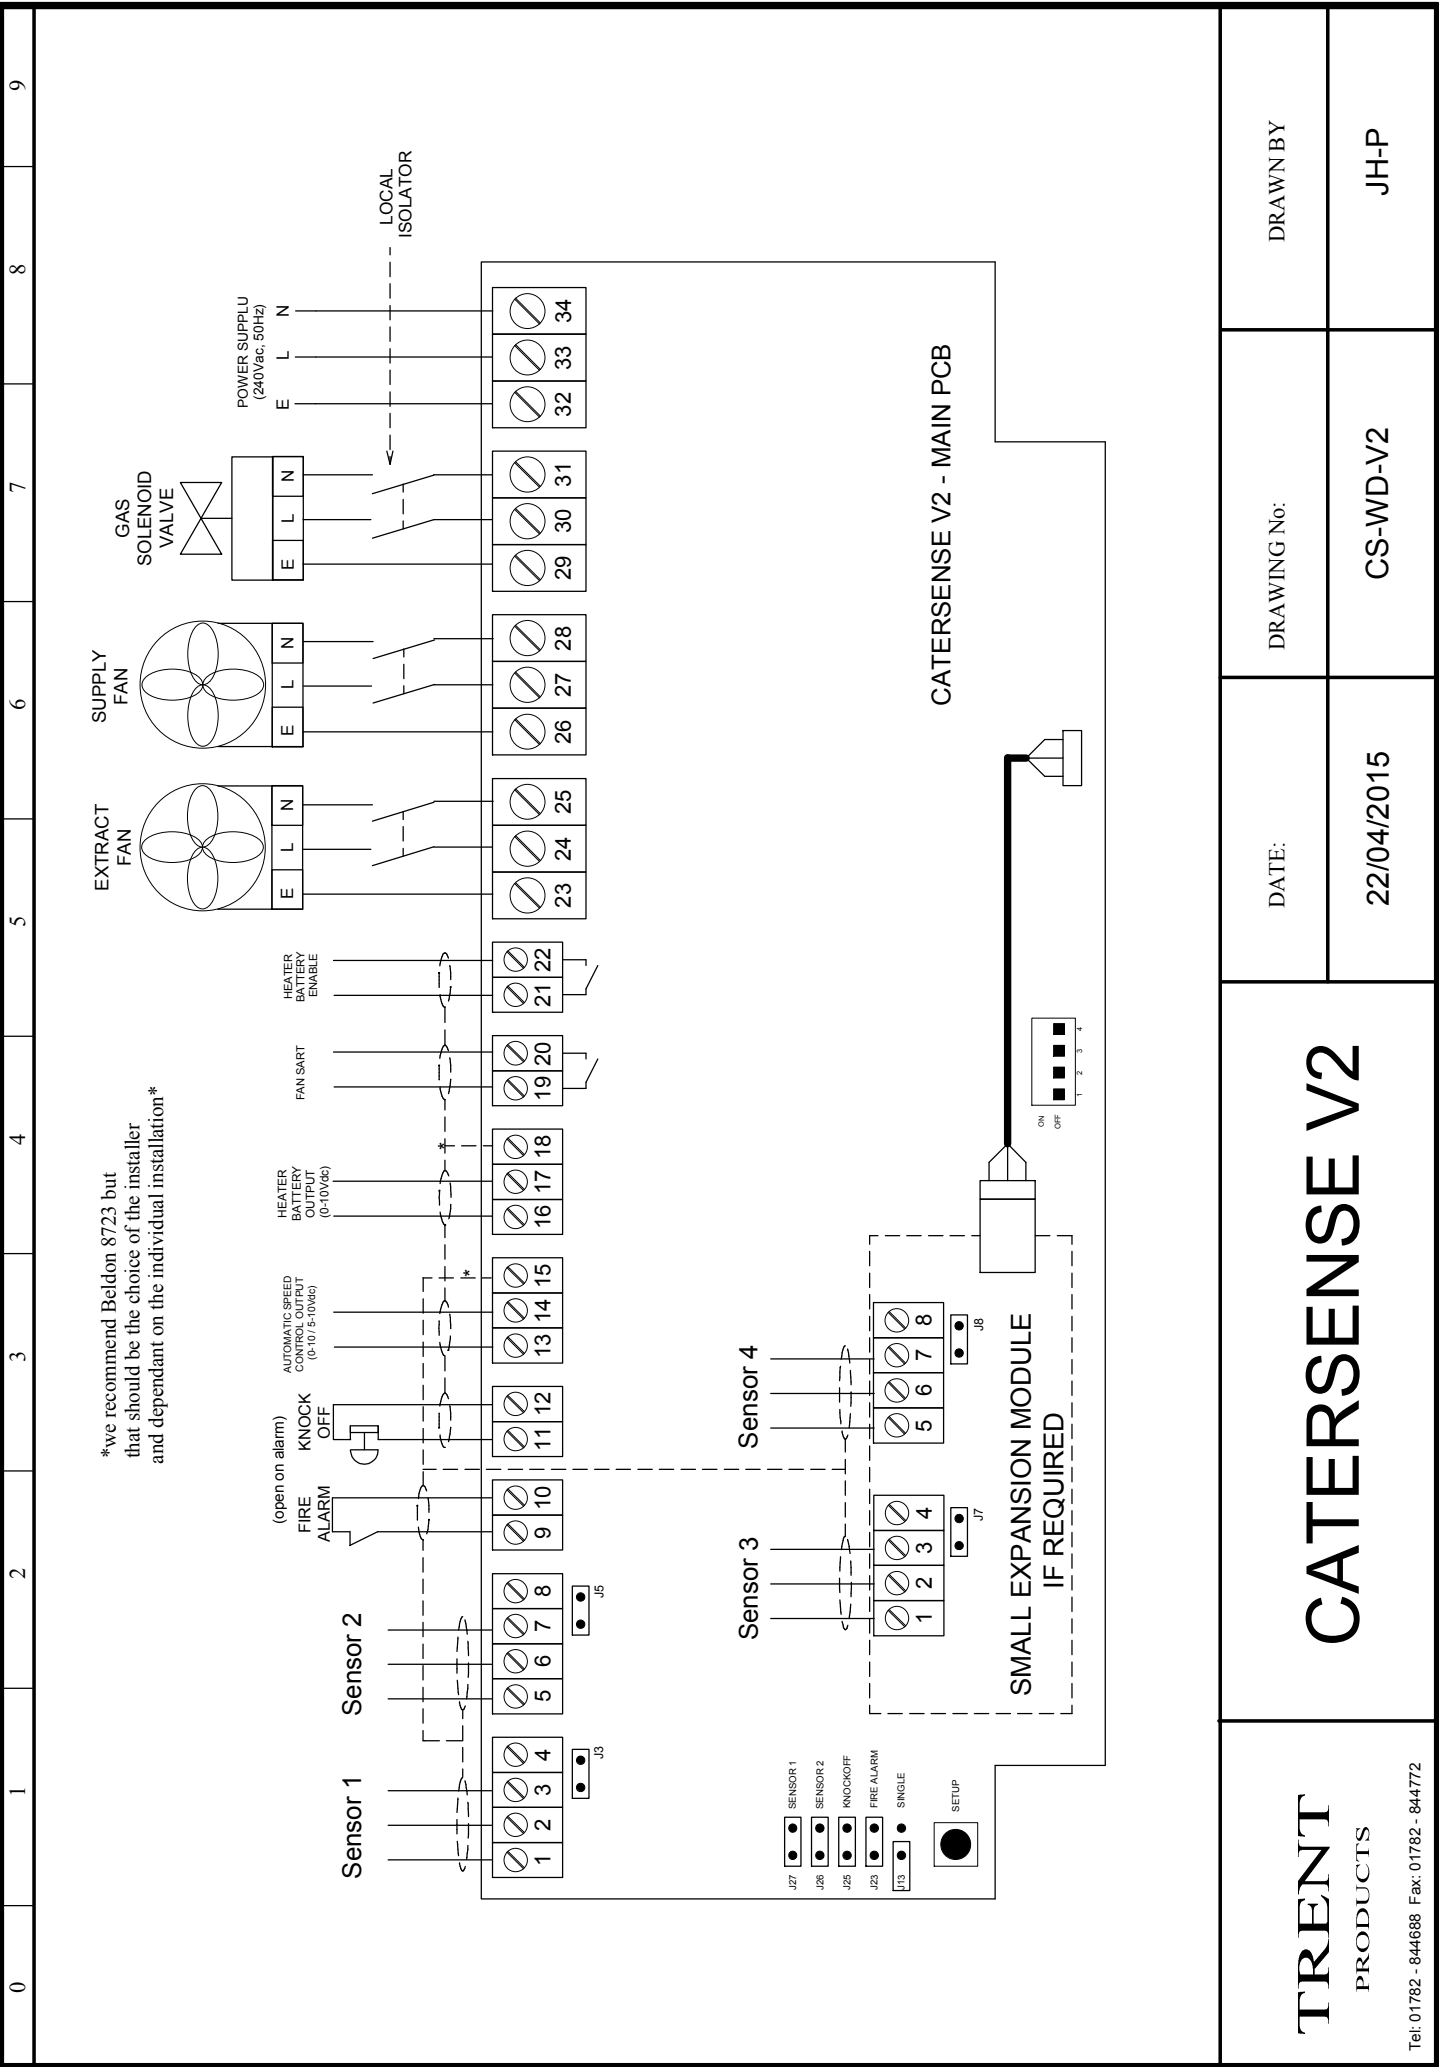 0 1 2 3 4 5 6 7 8 9
*we recommend Beldon 8723 but
that should be the choice of the installer
and dependant on the individual installation*
Sensor 1
Sensor 2
(open on alarm)
FIRE
ALARM
KNOCK
OFF
AUTOMATIC SPEED
CONTROL OUTPUT
(0-10 / 5-10Vdc)
HEATER
BATTERY
OUTPUT
(0-10Vdc)
FAN SART
HEATER
BATTERY
ENABLE
EXTRACT
FAN
E L N
SUPPLY
FAN
E L N
GAS
SOLENOID
VALVE
E L N
POWER SUPPLU
(240Vac, 50Hz)
E L N
LOCAL
ISOLATOR
*
*
1 2 3 4 5 6 7 8 9 10 11 12 13 14 15 16 17 18 19 20 21 22 23 24 25 26 27 28 29 30 31 32 33 34
J3
J5
J27 SENSOR 1
J26 SENSOR 2
J25 KNOCKOFF
J23 FIRE ALARM
J13 SINGLE
SETUP
Sensor 3
Sensor 4
1 2 3 4 5 6 7 8
J7
J8
SMALL EXPANSION MODULE
IF REQUIRED
ON
OFF
1 2 3 4
CATERSENSE V2 - MAIN PCB
TRENT
PRODUCTS
Tel: 01782 - 844688 Fax: 01782 - 844772
CATERSENSE V2
DATE:
22/04/2015
DRAWING No:
CS-WD-V2
DRAWN BY
JH-P